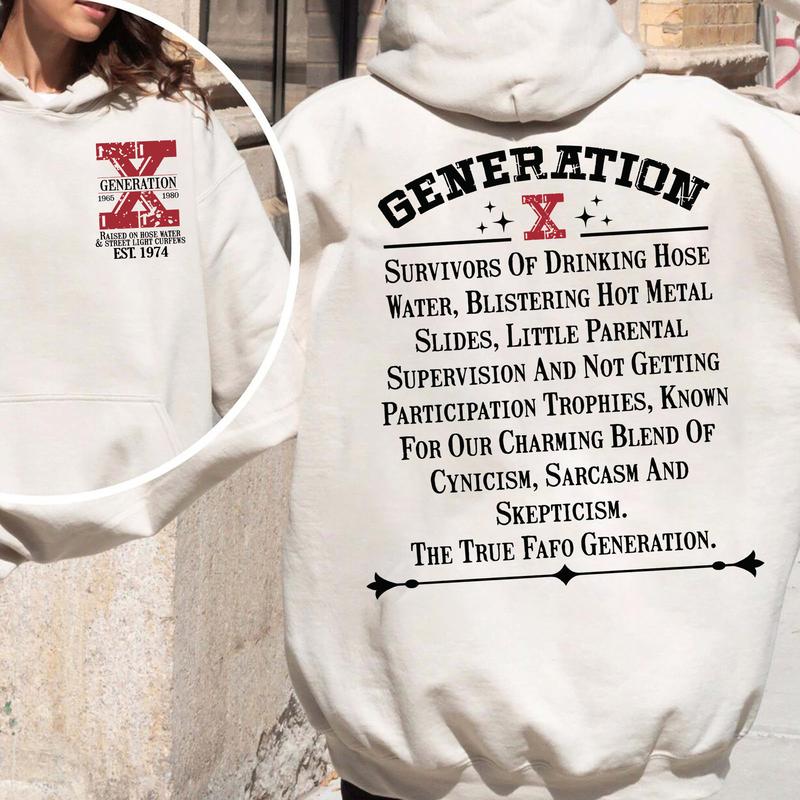 X
GENERATION
1965 1980
RAISED ON HOSE WATER
& STREET LIGHT CURFEWS
EST. 1974
GENERATION
X
SURVIVORS OF DRINKING HOSE
WATER, BLISTERING HOT METAL
SLIDES, LITTLE PARENTAL
SUPERVISION AND NOT GETTING
PARTICIPATION TROPHIES, KNOWN
FOR OUR CHARMING BLEND OF
CYNICISM, SARCASM AND
SKEPTICISM.
THE TRUE FAFO GENERATION.